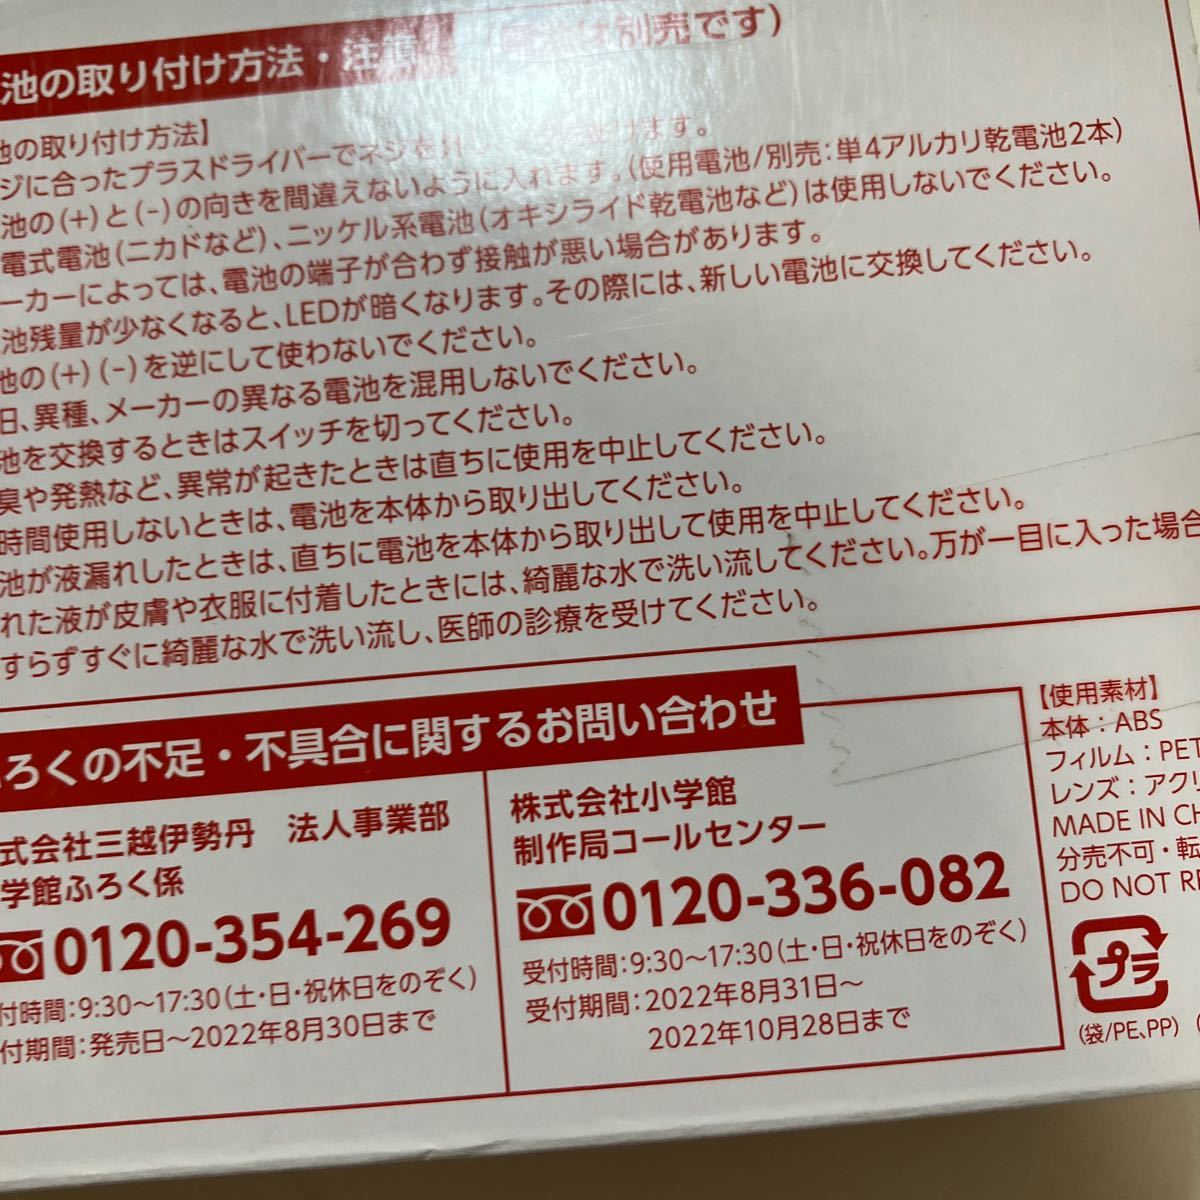 池の取り付け方法・注意 は別売です)
池の取り付け方法】
ジに合ったプラスドライバーでネジを けます。
池の(+)と(-)の向きを間違えないように入れます。(使用電池/別売:単4アルカリ乾電池2本)
電式電池(ニカドなど)、ニッケル系電池(オキシライド乾電池など)は使用しないでください。
ーカーによっては、電池の端子が合わず接触が悪い場合があります。
池残量が少なくなると、LEDが暗くなります。その際には、新しい電池に交換してください。
池の(+)(-)を逆にして使わないでください。
旧、異種、メーカーの異なる電池を混用しないでください。
池を交換するときはスイッチを切ってください。
臭や発熱など、異常が起きたときは直ちに使用を中止してください。
時間使用しないときは、電池を本体から取り出してください。
池が液漏れしたときは、直ちに電池を本体から取り出して使用を中止してください。
れた液が皮膚や衣服に付着したときには、綺麗な水で洗い流してください。万が一目に入った場合
すらずすぐに綺麗な水で洗い流し、医師の診療を受けてください。
ふろくの不足・不具合に関するお問い合わせ
式会社三越伊勢丹 法人事業部
学館ふろく係
0120-354-269
付時間:9:30〜17:30(土・日・祝休日をのぞく)
付期間:発売日〜2022年8月30日まで
株式会社小学館
制作局コールセンター
0120-336-082
受付時間:9:30〜17:30(土・日・祝休日をのぞく)
受付期間:2022年8月31日〜
2022年10月28日まで
【使用素材】
本体:ABS
フィルム:PET
レンズ:アクリ
MADE IN CH
分売不可・転
DO NOT RE
プラ
(袋/PE、PP)